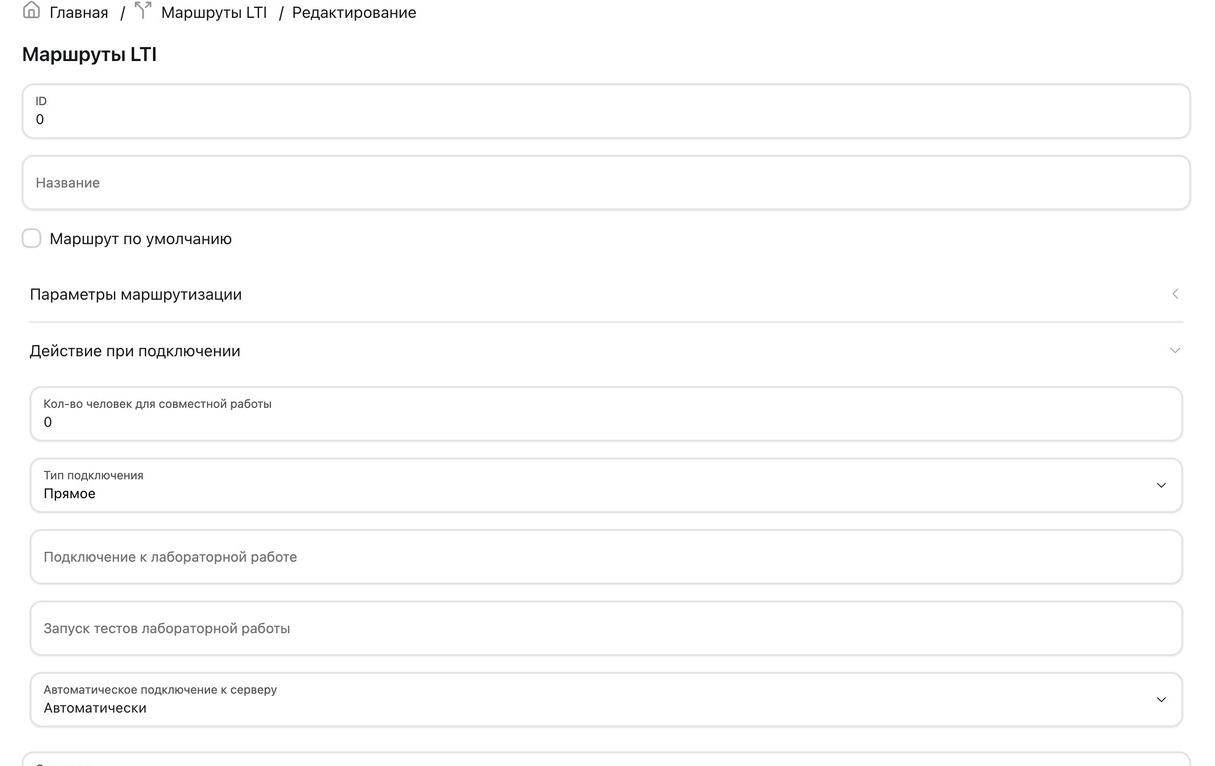 Главная / Маршруты LTI / Редактирование
Маршруты LTI
ID
0
Название
Маршрут по умолчанию
Параметры маршрутизации
Действие при подключении
Кол-во человек для совместной работы
0
Тип подключения
Прямое
Подключение к лабораторной работе
Запуск тестов лабораторной работы
Автоматическое подключение к серверу
Автоматически